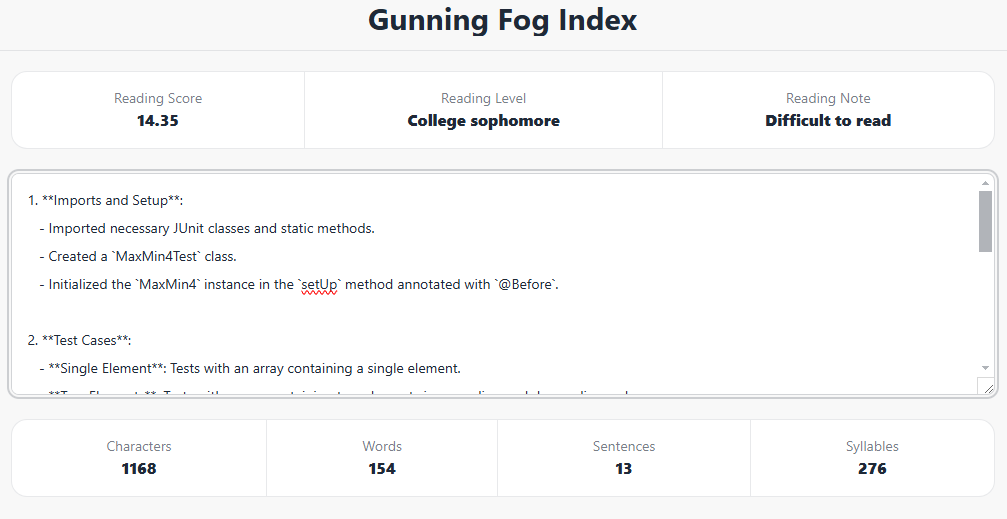 Gunning Fog Index
Reading Score
14.35
Reading Level
College sophomore
Reading Note
Difficult to read
1. **Imports and Setup**:
- Imported necessary JUnit classes and static methods.
- Created a `MaxMin4Test` class.
- Initialized the `MaxMin4` instance in the `setUp` method annotated with `@Before`.
2. **Test Cases**:
- **Single Element**: Tests with an array containing a single element.
Characters
1168
Words
154
Sentences
13
Syllables
276